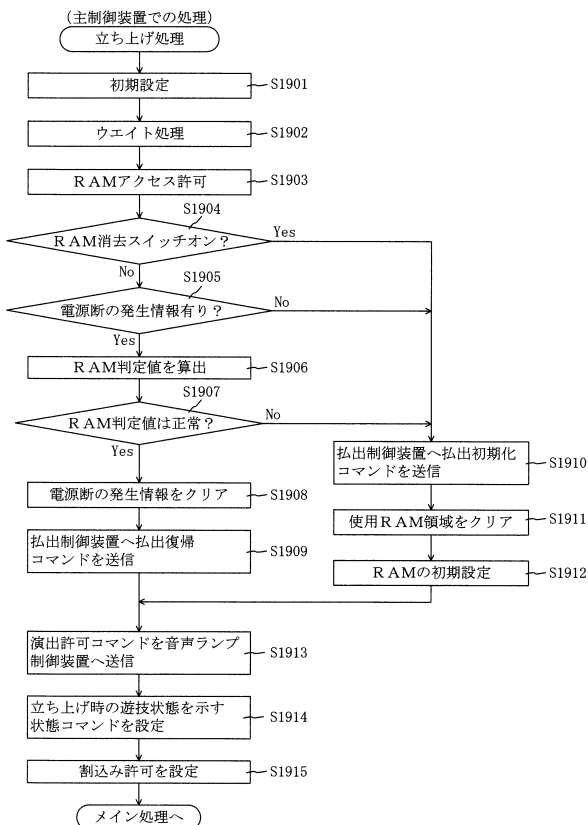 (主制御装置での処理)
立ち上げ処理
初期設定
S1901
ウエイト処理
S1902
RAMアクセス許可
S1903
S1904
RAM消去スイッチオン?
Yes
No
S1905
電源断の発生情報有り?
No
Yes
RAM判定値を算出
S1906
S1907
RAM判定値は正常?
No
Yes
電源断の発生情報をクリア
S1908
払出制御装置へ払出復帰
コマンドを送信
S1909
払出制御装置へ払出初期化
コマンドを送信
S1910
使用RAM領域をクリア
S1911
RAMの初期設定
S1912
演出許可コマンドを音声ランプ
制御装置へ送信
S1913
立ち上げ時の遊技状態を示す
状態コマンドを設定
S1914
割込み許可を設定
S1915
メイン処理へ